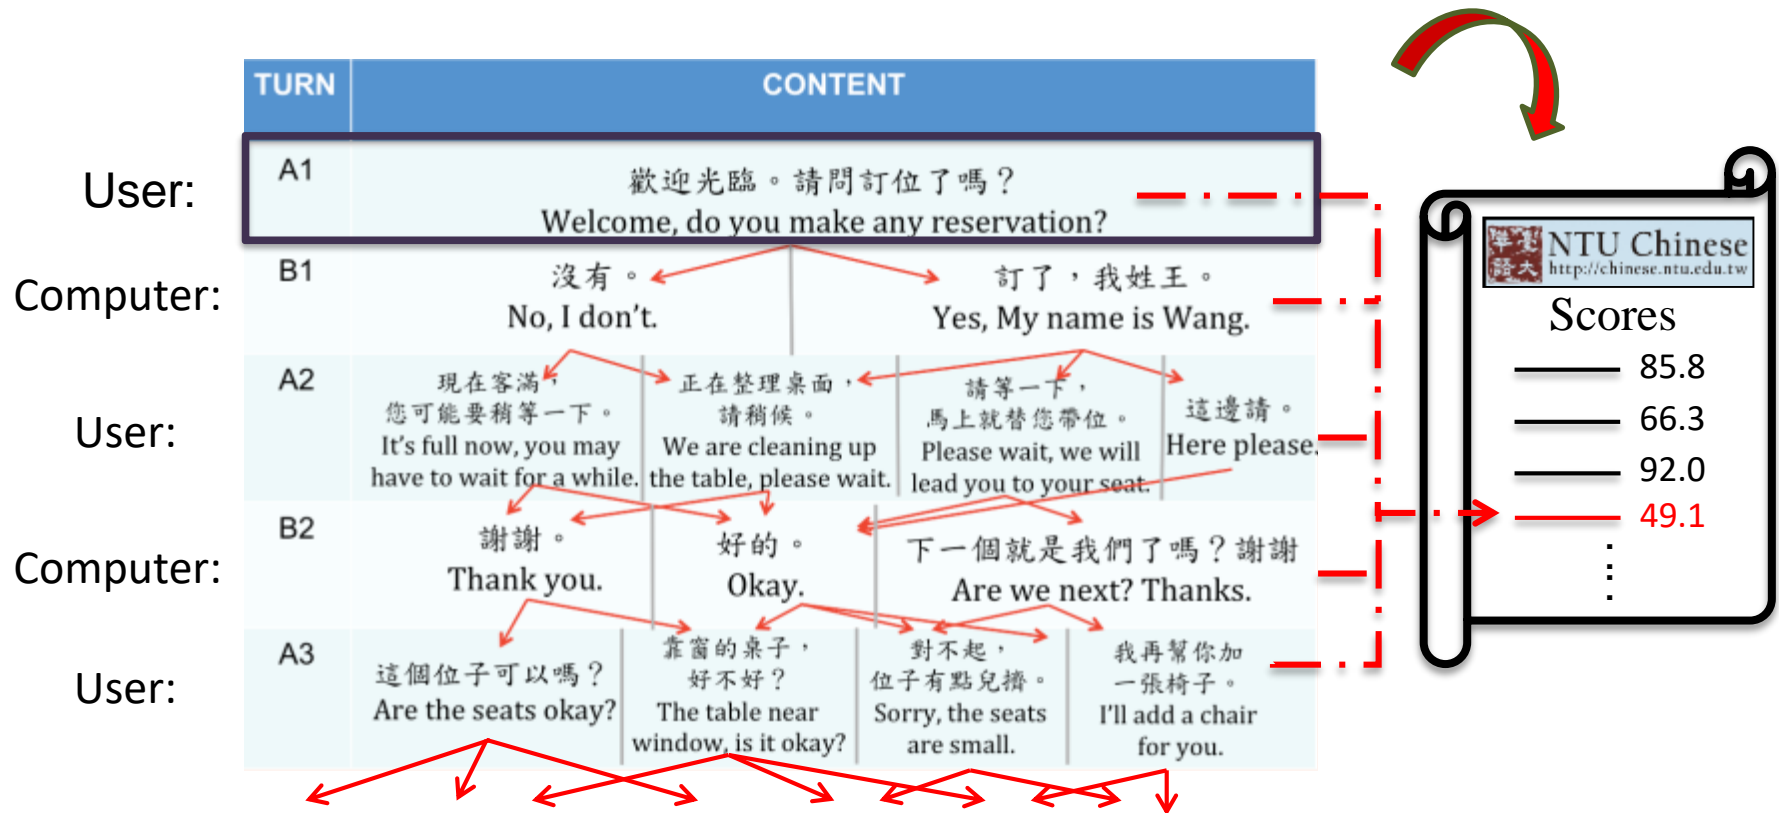 TURN
CONTENT
User:
A1
歡迎光臨。請問訂位了嗎？
Welcome, do you make any reservation?
Computer:
B1
沒有。
No, I don't.
訂了，我姓王。
Yes, My name is Wang.
User:
A2
現在客滿，
您可能要稍等一下。
It's full now, you may
have to wait for a while.
正在整理桌面，
請稍候。
We are cleaning up
the table, please wait.
請等一下，
馬上就替您帶位。
Please wait, we will
lead you to your seat.
這邊請。
Here please.
Computer:
B2
謝謝。
Thank you.
好的。
Okay.
下一個就是我們了嗎？謝謝
Are we next? Thanks.
User:
A3
這個位子可以嗎？
Are the seats okay?
靠窗的桌子，
好不好？
The table near
window, is it okay?
對不起，
位子有點兒擠。
Sorry, the seats
are small.
我再幫你加
一張椅子。
I'll add a chair
for you.
臺大
華語
NTU Chinese
http://chinese.ntu.edu.tw
Scores
85.8
66.3
92.0
49.1